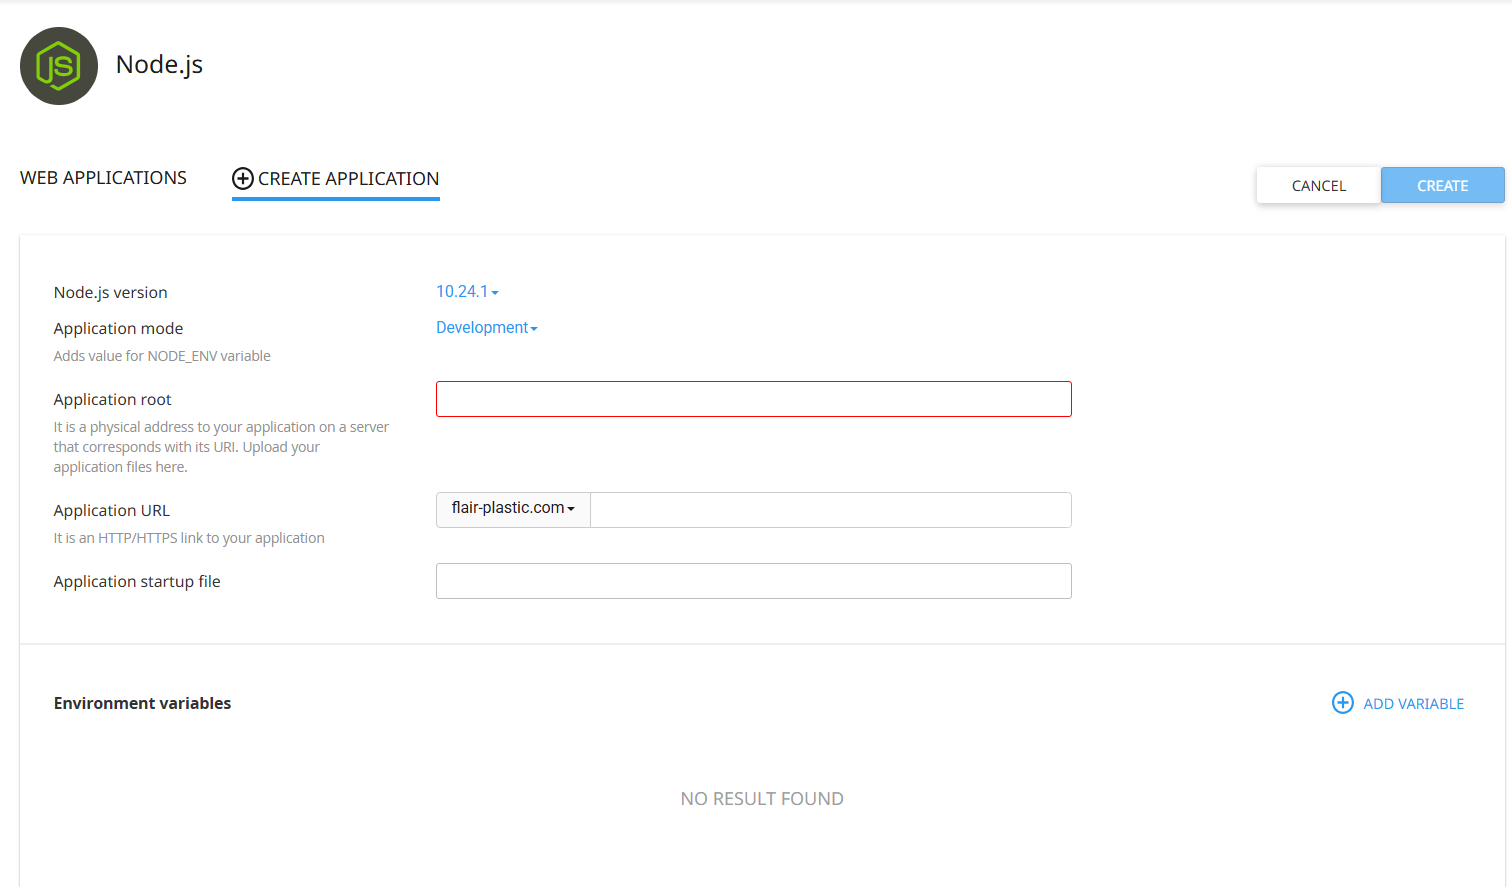 JS
Node.js
WEB APPLICATIONS
CREATE APPLICATION
CANCEL
CREATE
Node.js version
10.24.1
Application mode
Development
Adds value for NODE_ENV variable
Application root
It is a physical address to your application on a server
that corresponds with its URI. Upload your
application files here.
Application URL
flair-plastic.com
It is an HTTP/HTTPS link to your application
Application startup file
Environment variables
ADD VARIABLE
NO RESULT FOUND